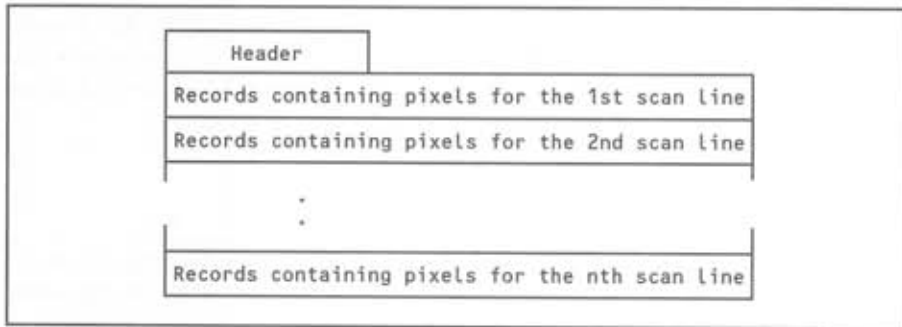 Header
Records containing pixels for the 1st scan line
Records containing pixels for the 2nd scan line
.
.
Records containing pixels for the nth scan line